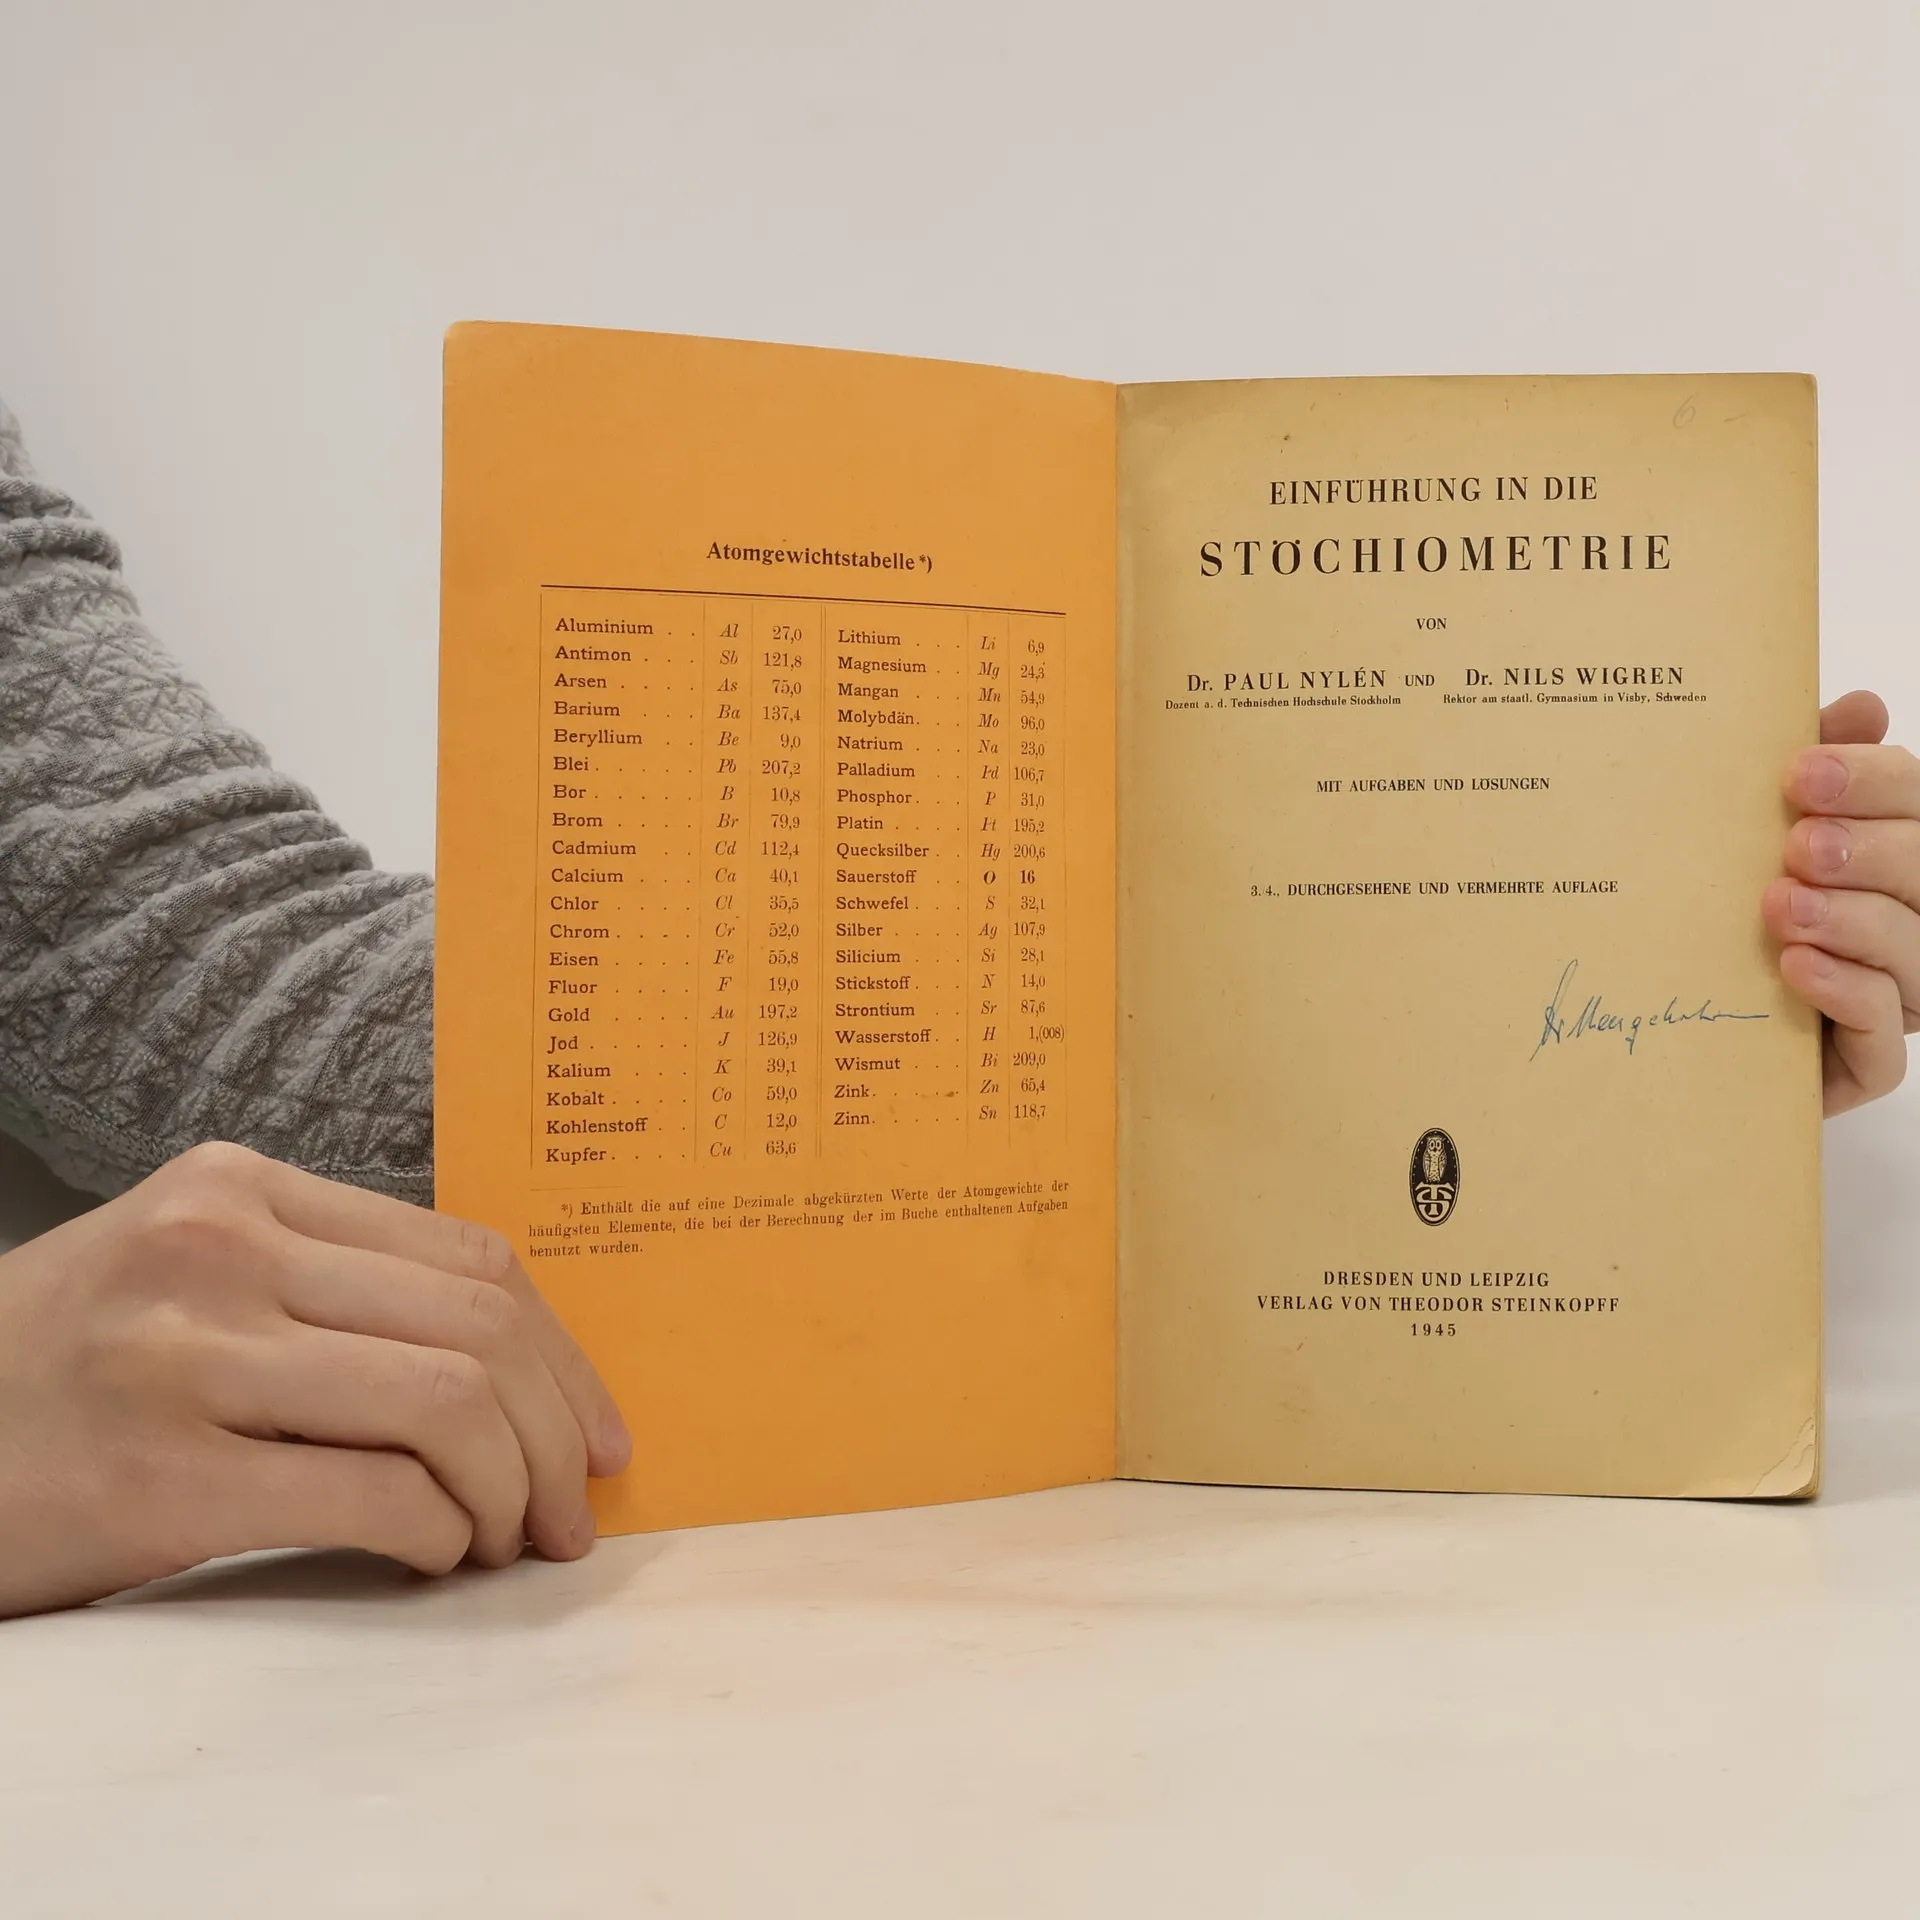 Atomgewichtstabelle *)
Aluminium . . Al 27,0
Antimon . . . Sb 121,8
Arsen . . . . As 75,0
Barium . . . Ba 137,4
Beryllium . . Be 9,0
Blei . . . . . Pb 207,2
Bor . . . . . B 10,8
Brom . . . . Br 79,9
Cadmium . . Cd 112,4
Calcium . . . Ca 40,1
Chlor . . . . Cl 35,5
Chrom . . . . Cr 52,0
Eisen . . . . Fe 55,8
Fluor . . . . F 19,0
Gold . . . . Au 197,2
Jod . . . . . J 126,9
Kalium . . . K 39,1
Kobalt . . . . Co 59,0
Kohlenstoff . . C 12,0
Kupfer . . . . Cu 63,6
Lithium . . . Li 6,9
Magnesium . . Mg 24,3
Mangan . . . Mn 54,9
Molybdän. . . Mo 96,0
Natrium . . . Na 23,0
Palladium . . Pd 106,7
Phosphor . . . P 31,0
Platin . . . . Pt 195,2
Quecksilber . . Hg 200,6
Sauerstoff . . O 16
Schwefel . . . S 32,1
Silber . . . . Ag 107,9
Silicium . . . Si 28,1
Stickstoff . . . N 14,0
Strontium . . Sr 87,6
Wasserstoff . . H 1,(008)
Wismut . . . Bi 209,0
Zink. . . . . Zn 65,4
Zinn. . . . . Sn 118,7
*) Enthält die auf eine Dezimale abgekürzten Werte der Atomgewichte der
häufigsten Elemente, die bei der Berechnung der im Buche enthaltenen Aufgaben
benutzt wurden.
6 –
EINFÜHRUNG IN DIE
STÖCHIOMETRIE
VON
Dr. PAUL NYLÉN UND Dr. NILS WIGREN
Dozent a. d. Technischen Hochschule Stockholm Rektor am staatl. Gymnasium in Visby, Schweden
MIT AUFGABEN UND LÖSUNGEN
3. 4., DURCHGESEHENE UND VERMEHRTE AUFLAGE
DRESDEN UND LEIPZIG
VERLAG VON THEODOR STEINKOPFF
1945